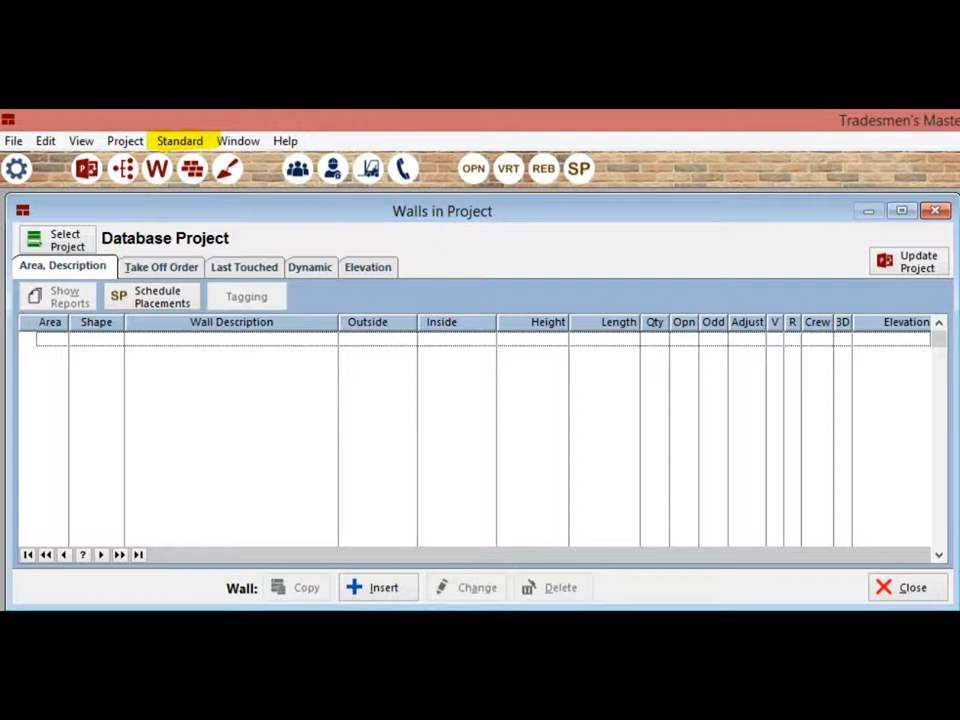 Tradesmen's Maste
File Edit View Project Standard Window Help
P W OPN VRT REB SP
Walls in Project
Select
Project
Database Project
Update
Project
Area, Description Take Off Order Last Touched Dynamic Elevation
Show
Reports
SP Schedule
Placements
Tagging
Area Shape Wall Description Outside Inside Height Length Qty Opn Odd Adjust V R Crew 3D Elevation
?
Wall: Copy Insert Change Delete Close